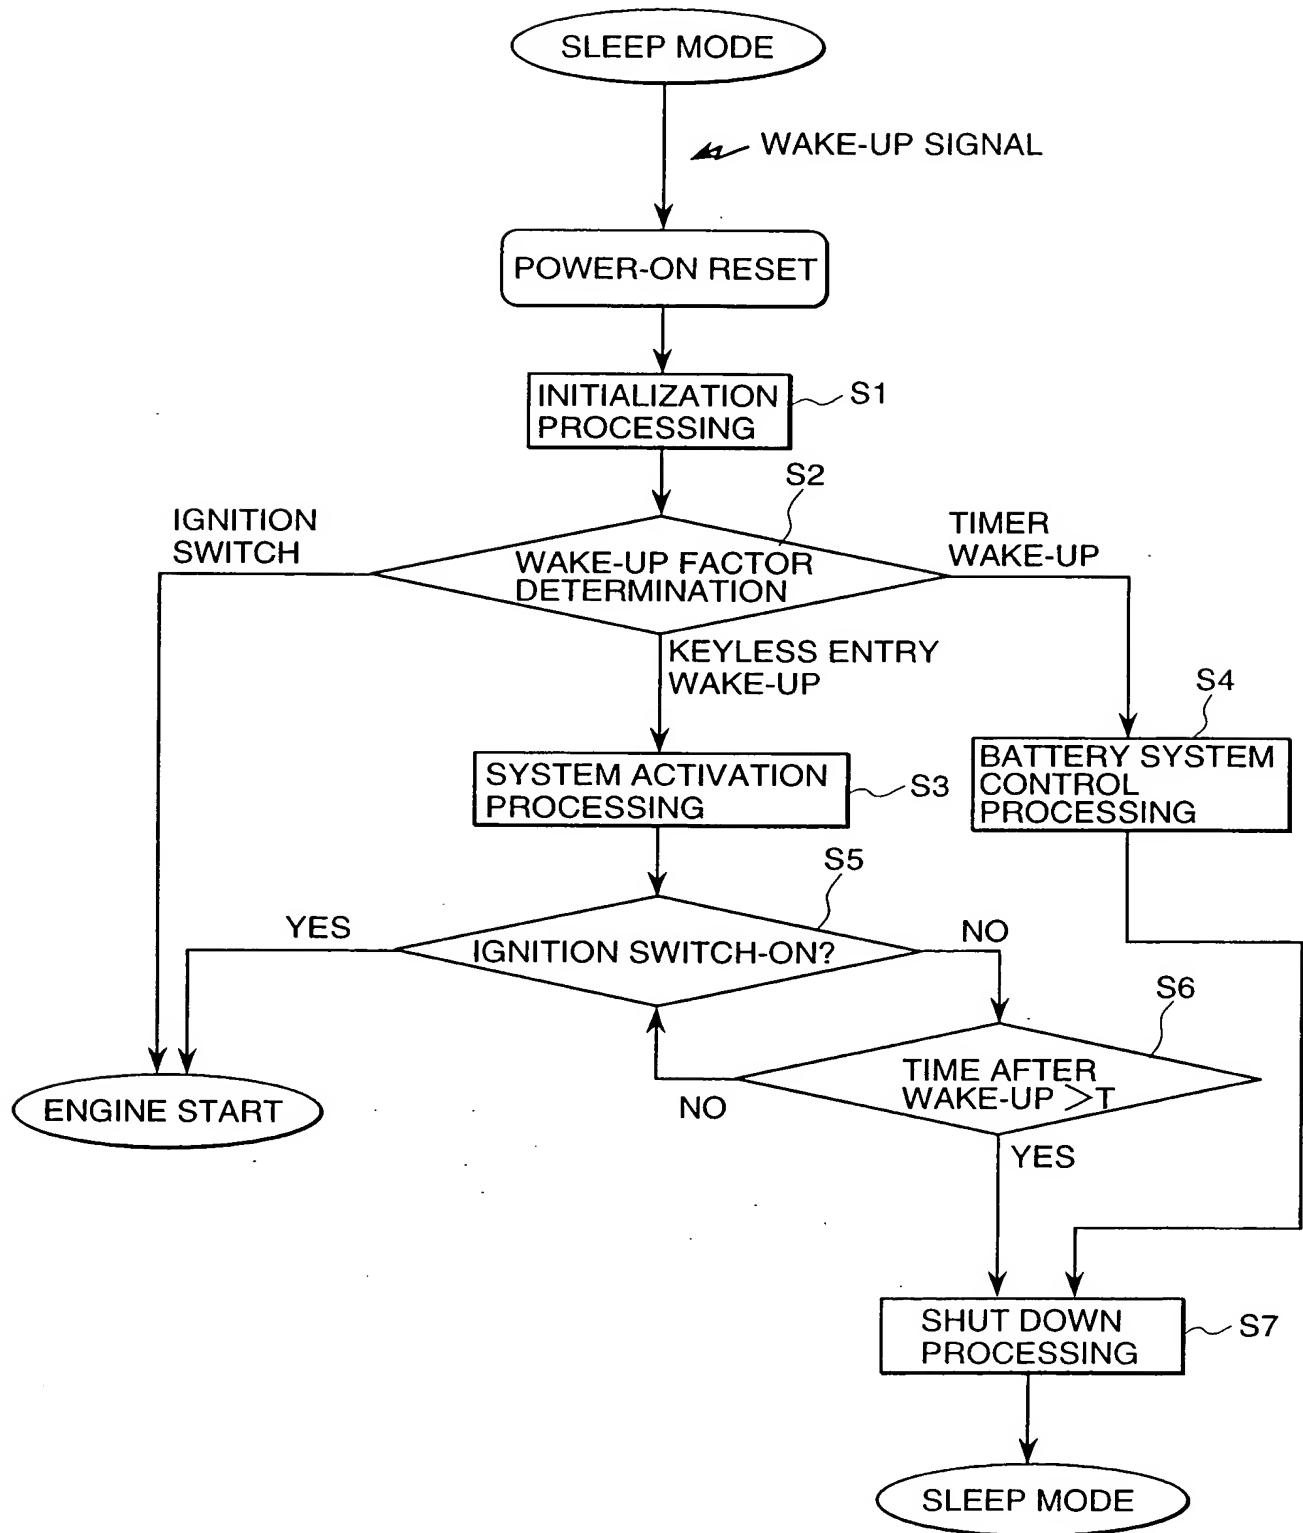 SLEEP MODE
WAKE-UP SIGNAL
POWER-ON RESET
INITIALIZATION
PROCESSING
S1
S2
IGNITION
SWITCH
WAKE-UP FACTOR
DETERMINATION
TIMER
WAKE-UP
KEYLESS ENTRY
WAKE-UP
S4
SYSTEM ACTIVATION
PROCESSING
S3
BATTERY SYSTEM
CONTROL
PROCESSING
S5
YES
IGNITION SWITCH-ON?
NO
S6
TIME AFTER
WAKE-UP >T
NO
ENGINE START
YES
SHUT DOWN
PROCESSING
S7
SLEEP MODE